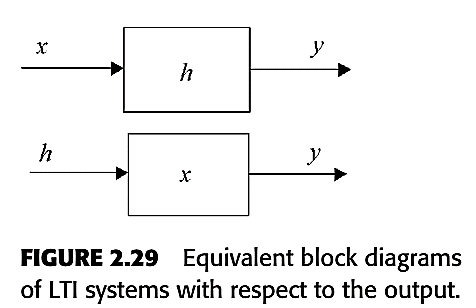 x
h
y
h
x
y
FIGURE 2.29 Equivalent block diagrams
of LTI systems with respect to the output.